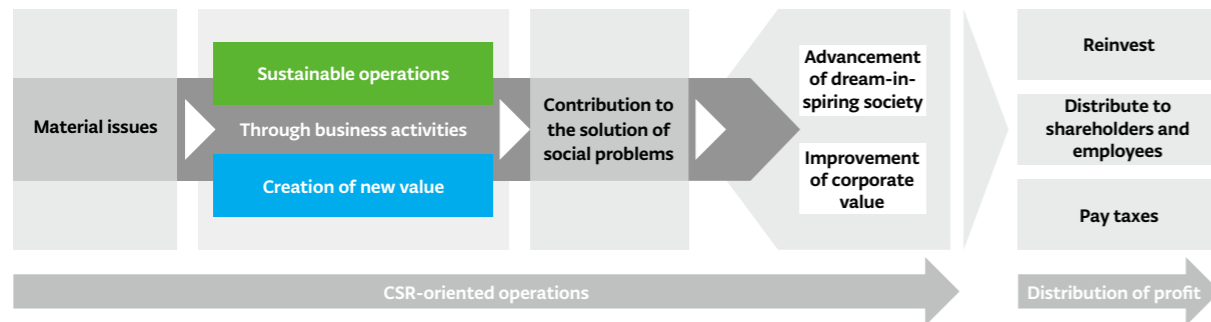 Material issues
Sustainable operations
Through business activities
Creation of new value
Contribution to
the solution of
social problems
Advancement
of dream-in-
spiring society
Improvement
of corporate
value
Reinvest
Distribute to
shareholders and
employees
Pay taxes
CSR-oriented operations
Distribution of profit